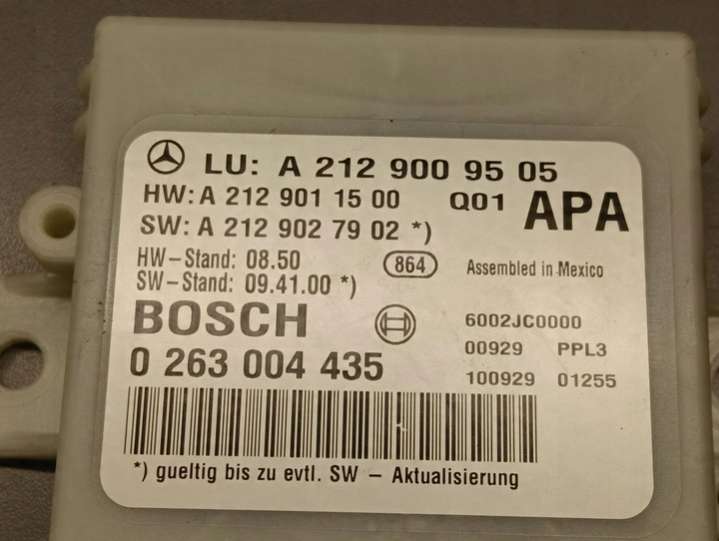 LU: A 212 900 95 05
HW: A 212 901 15 00 Q01 APA
SW: A 212 902 79 02 *)
HW-Stand: 08.50 864 Assembled in Mexico
SW-Stand: 09.41.00 *)
BOSCH 6002JC0000
0 263 004 435 00929 PPL3
100929 01255
*) gueltig bis zu evtl. SW - Aktualisierung